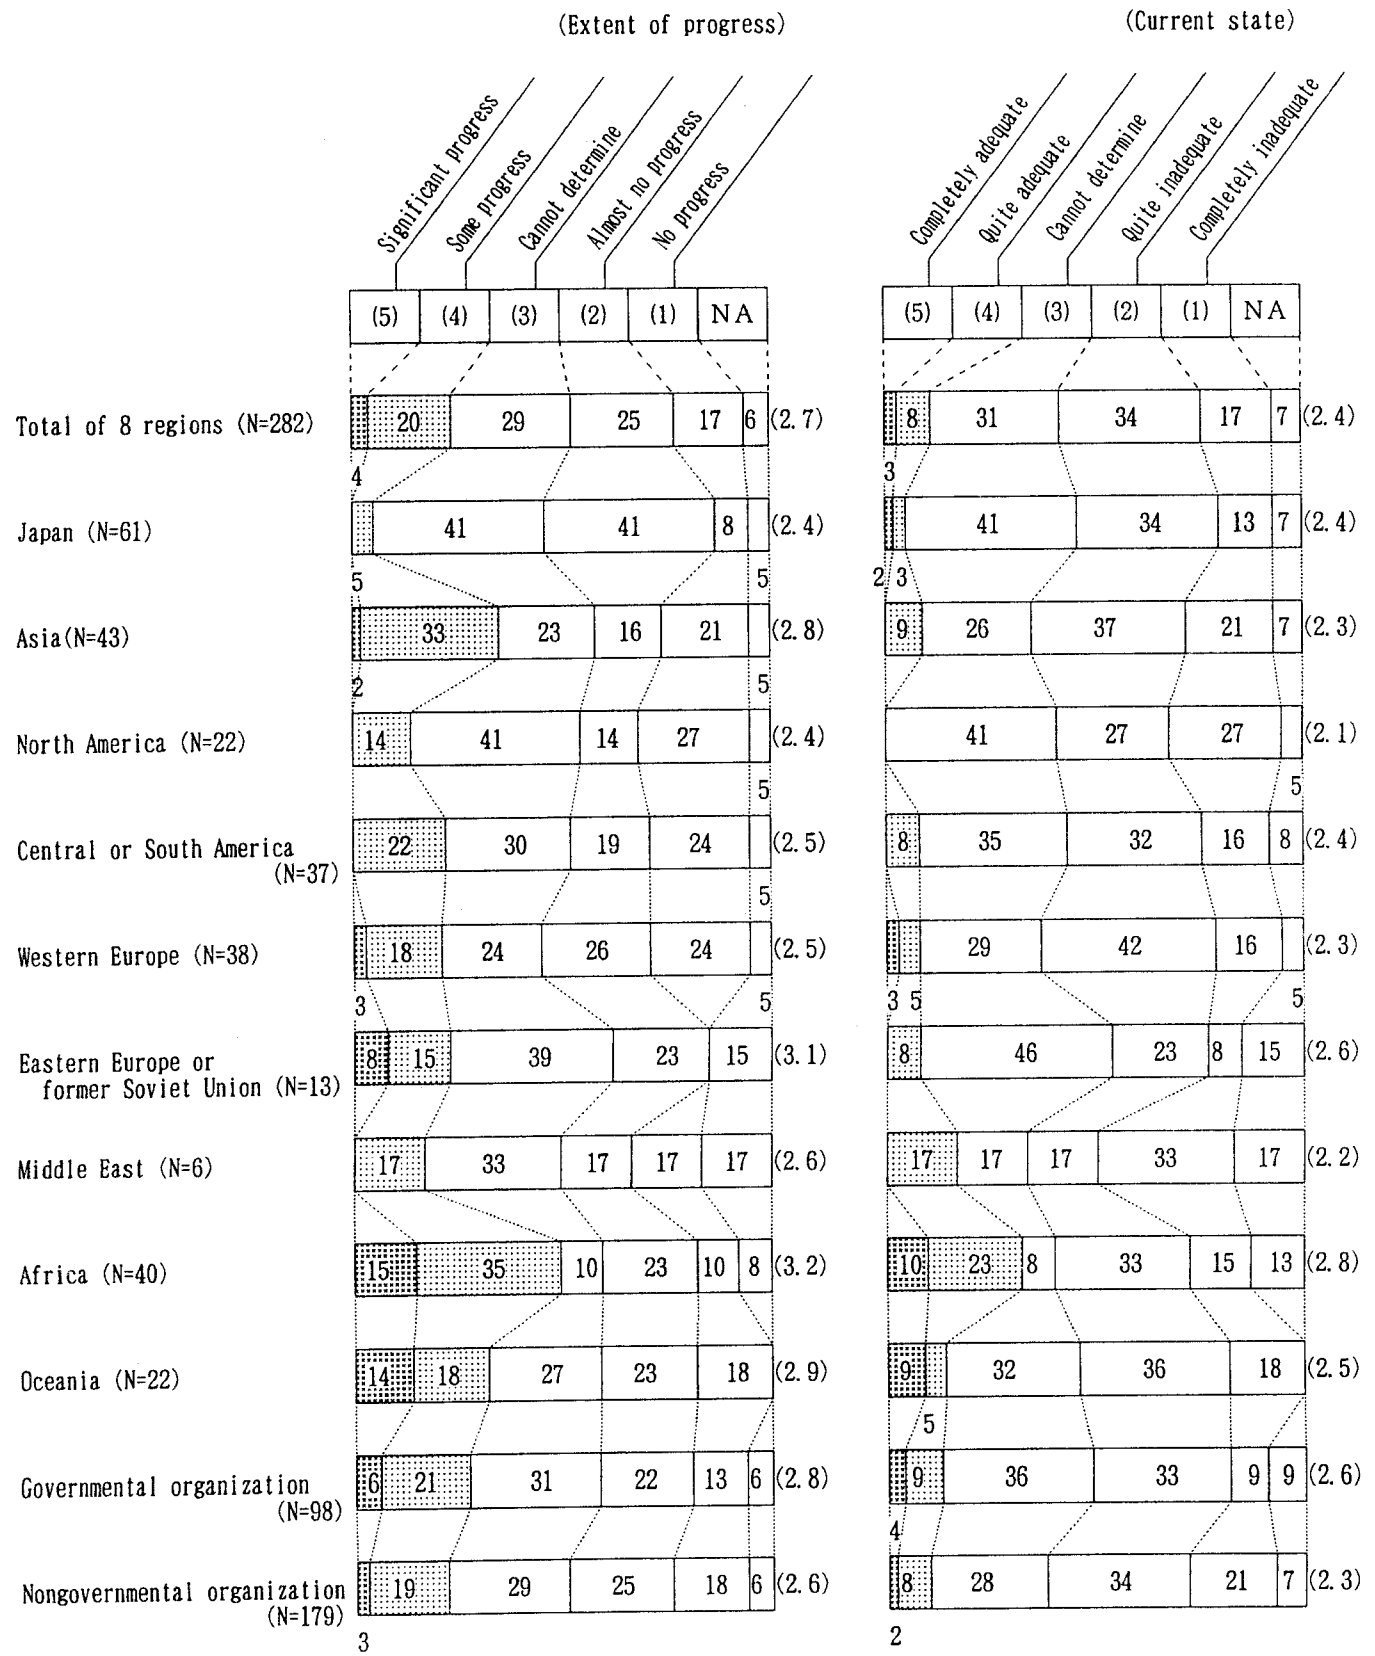 (Extent of progress) (Current state)
Significant progress Some progress Cannot determine Almost no progress No progress Completely adequate Quite adequate Cannot determine Quite inadequate Completely inadequate
(5) (4) (3) (2) (1) NA (5) (4) (3) (2) (1) NA
Total of 8 regions (N=282) 20 29 25 17 6 (2.7) 8 31 34 17 7 (2.4)
4 3
Japan (N=61) 41 41 8 (2.4) 41 34 13 7 (2.4)
5 5 2 3
Asia(N=43) 33 23 16 21 (2.8) 9 26 37 21 7 (2.3)
2 5
North America (N=22) 14 41 14 27 (2.4) 41 27 27 (2.1)
5 5
Central or South America 22 30 19 24 (2.5) 8 35 32 16 8 (2.4)
(N=37)
5
Western Europe (N=38) 18 24 26 24 (2.5) 29 42 16 (2.3)
3 5 3 5 5
Eastern Europe or 8 15 39 23 15 (3.1) 8 46 23 8 15 (2.6)
former Soviet Union (N=13)
Middle East (N=6) 17 33 17 17 17 (2.6) 17 17 17 33 17 (2.2)
Africa (N=40) 15 35 10 23 10 8 (3.2) 10 23 8 33 15 13 (2.8)
Oceania (N=22) 14 18 27 23 18 (2.9) 9 32 36 18 (2.5)
5
Governmental organization 6 21 31 22 13 6 (2.8) 9 36 33 9 9 (2.6)
(N=98)
4
Nongovernmental organization 19 29 25 18 6 (2.6) 8 28 34 21 7 (2.3)
(N=179)
3 2